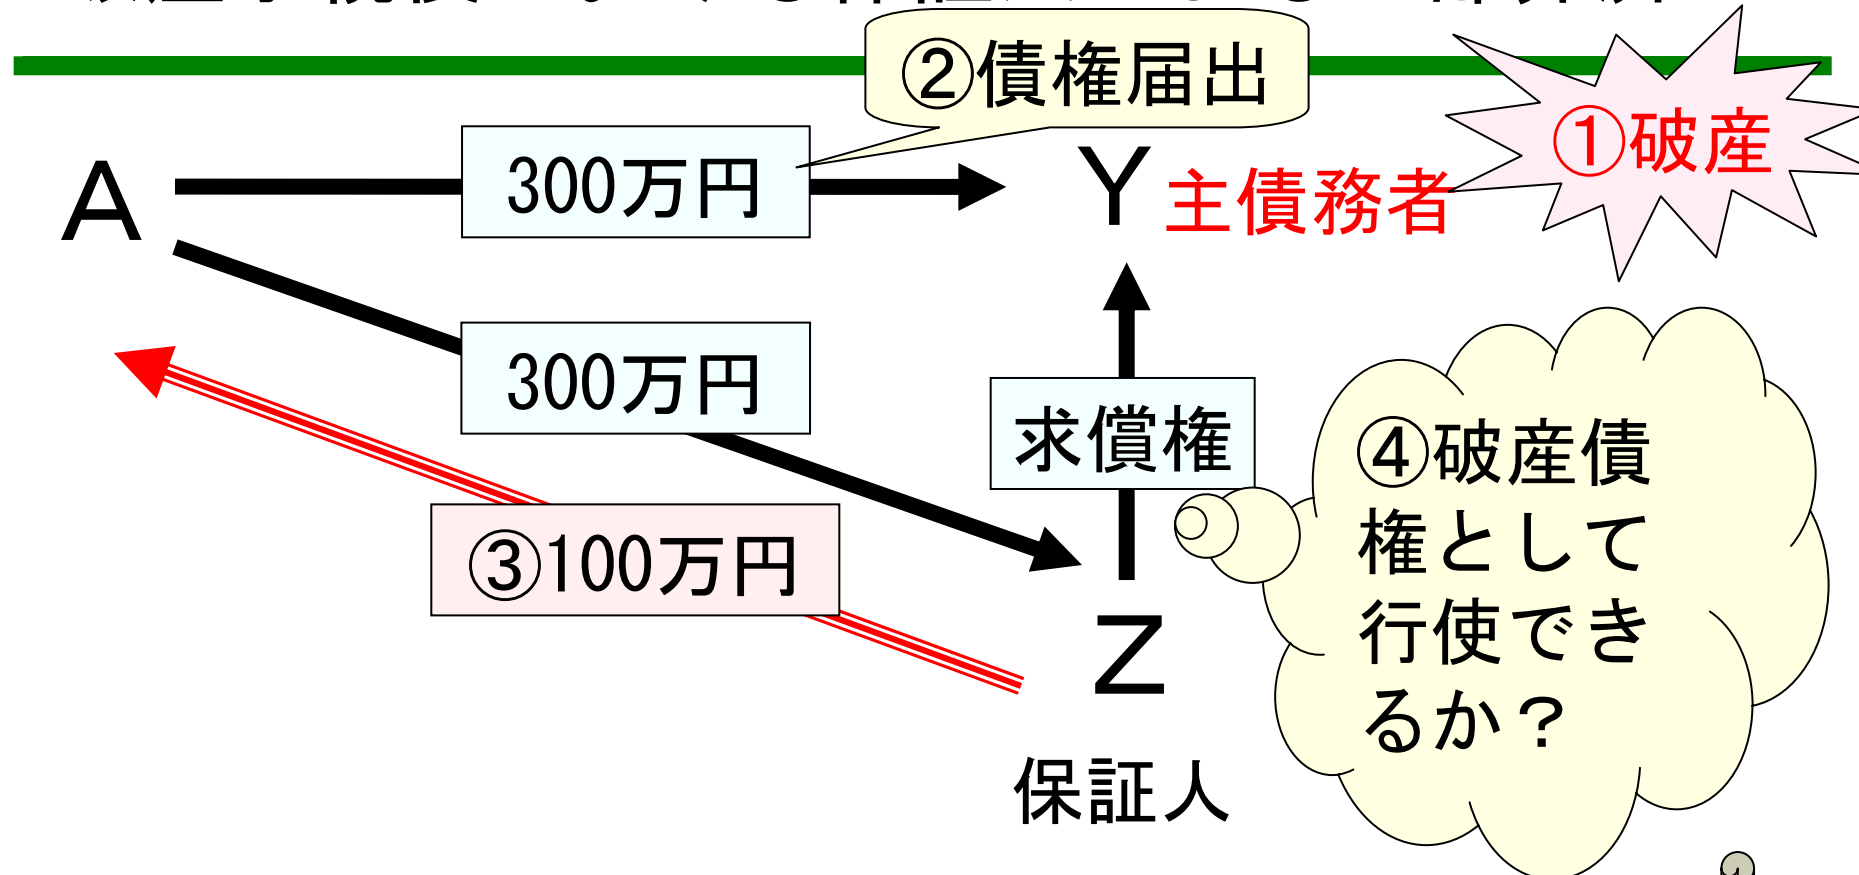 ②債権届出
①破産
A
300万円
Y
主債務者
300万円
求償権
④破産債
権として
行使でき
るか？
③100万円
Z
保証人